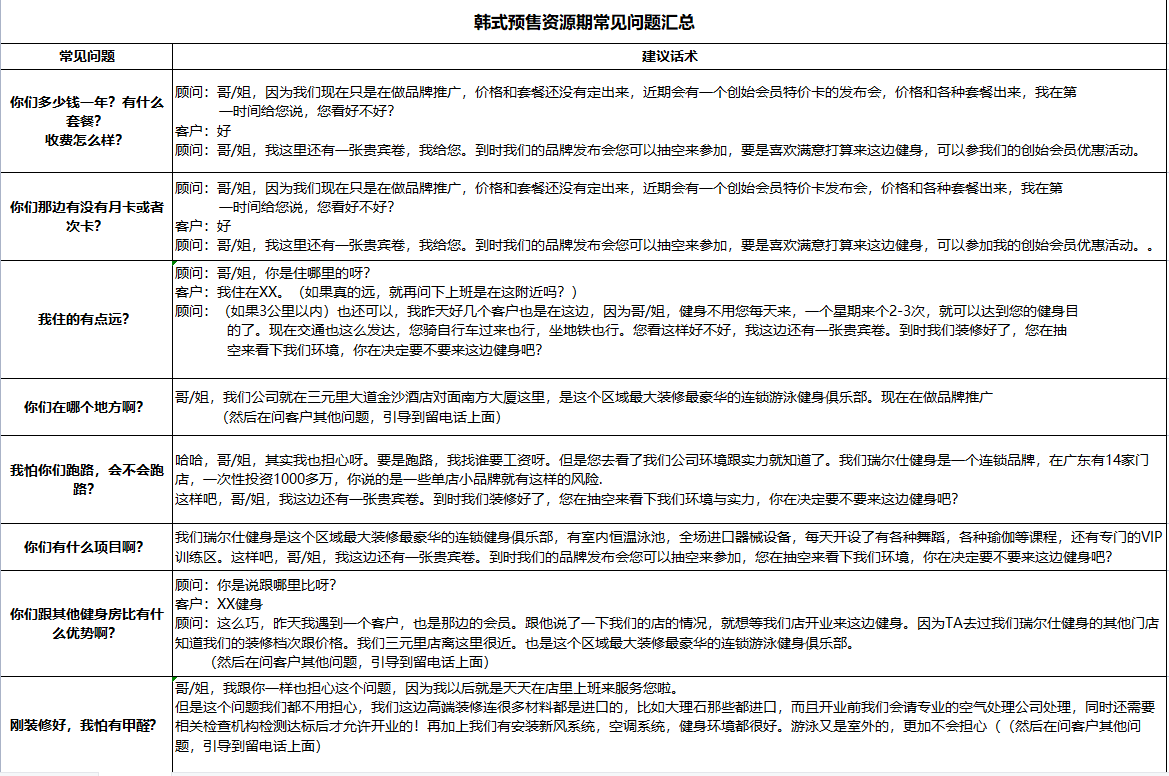 韩式预售资源期常见问题汇总
常见问题
建议话术
你们多少钱一年？有什么
套餐？
收费怎么样？
顾问：哥/姐，因为我们现在只是在做品牌推广，价格和套餐还没有定出来，近期会有一个创始会员特价卡的发布会，价格和各种套餐出来，我在第
一时间给您说，您看好不好？
客户：好
顾问：哥/姐，我这里还有一张贵宾卷，我给您。到时我们的品牌发布会您可以抽空来参加，要是喜欢满意打算来这边健身，可以参我们的创始会员优惠活动。
你们那边有没有月卡或者
次卡？
顾问：哥/姐，因为我们现在只是在做品牌推广，价格和套餐还没有定出来，近期会有一个创始会员特价卡发布会，价格和各种套餐出来，我在第
一时间给您说，您看好不好？
客户：好
顾问：哥/姐，我这里还有一张贵宾卷，我给您。到时我们的品牌发布会您可以抽空来参加，要是喜欢满意打算来这边健身，可以参加我的创始会员优惠活动。。
我住的有点远？
顾问：哥/姐，你是住哪里的呀？
客户：我住在XX。（如果真的远，就再问下上班是在这附近吗？）
顾问：（如果3公里以内）也还可以，我昨天好几个客户也是在这边，因为哥/姐，健身不用您每天来，一个星期来个2-3次，就可以达到您的健身目
的了。现在交通也这么发达，您骑自行车过来也行，坐地铁也行。您看这样好不好，我这边还有一张贵宾卷。到时我们装修好了，您在抽
空来看下我们环境，你在决定要不要来这边健身吧？
你们在哪个地方啊？
哥/姐，我们公司就在三元里大道金沙酒店对面南方大厦这里，是这个区域最大装修最豪华的连锁游泳健身俱乐部。现在在做品牌推广
（然后在问客户其他问题，引导到留电话上面）
我怕你们跑路，会不会跑
路？
哈哈，哥/姐，其实我也担心呀。要是跑路，我找谁要工资呀。但是您去看了我们公司环境跟实力就知道了。我们瑞尔仕健身是一个连锁品牌，在广东有14家门
店，一次性投资1000多万，你说的是一些单店小品牌就有这样的风险.
这样吧，哥/姐，我这边还有一张贵宾卷。到时我们装修好了，您在抽空来看下我们环境与实力，你在决定要不要来这边健身吧？
你们有什么项目啊？
我们瑞尔仕健身是这个区域最大装修最豪华的连锁健身俱乐部，有室内恒温泳池，全场进口器械设备，每天开设了有各种舞蹈，各种瑜伽等课程，还有专门的VIP
训练区。这样吧，哥/姐，我这边还有一张贵宾卷。到时我们的品牌发布会您可以抽空来参加，您在抽空来看下我们环境，你在决定要不要来这边健身吧？
你们跟其他健身房比有什
么优势啊？
顾问：你是说跟哪里比呀？
客户：XX健身
顾问：这么巧，昨天我遇到一个客户，也是那边的会员。跟他说了一下我们的店的情况，就想等我们店开业来这边健身。因为TA去过我们瑞尔仕健身的其他门店
知道我们的装修档次跟价格。我们三元里店离这里很近。也是这个区域最大装修最豪华的连锁游泳健身俱乐部。
（然后在问客户其他问题，引导到留电话上面）
刚装修好，我怕有甲醛？
哥/姐，我跟你一样也担心这个问题，因为我以后就是天天在店里上班来服务您啦。
但是这个问题我们都不用担心，我们这边高端装修连很多材料都是进口的，比如大理石那些都进口，而且开业前我们会请专业的空气处理公司处理，同时还需要
相关检查机构检测达标后才允许开业的！再加上我们有安装新风系统，空调系统，健身环境都很好。游泳又是室外的，更加不会担心（（然后在问客户其他问
题，引导到留电话上面）